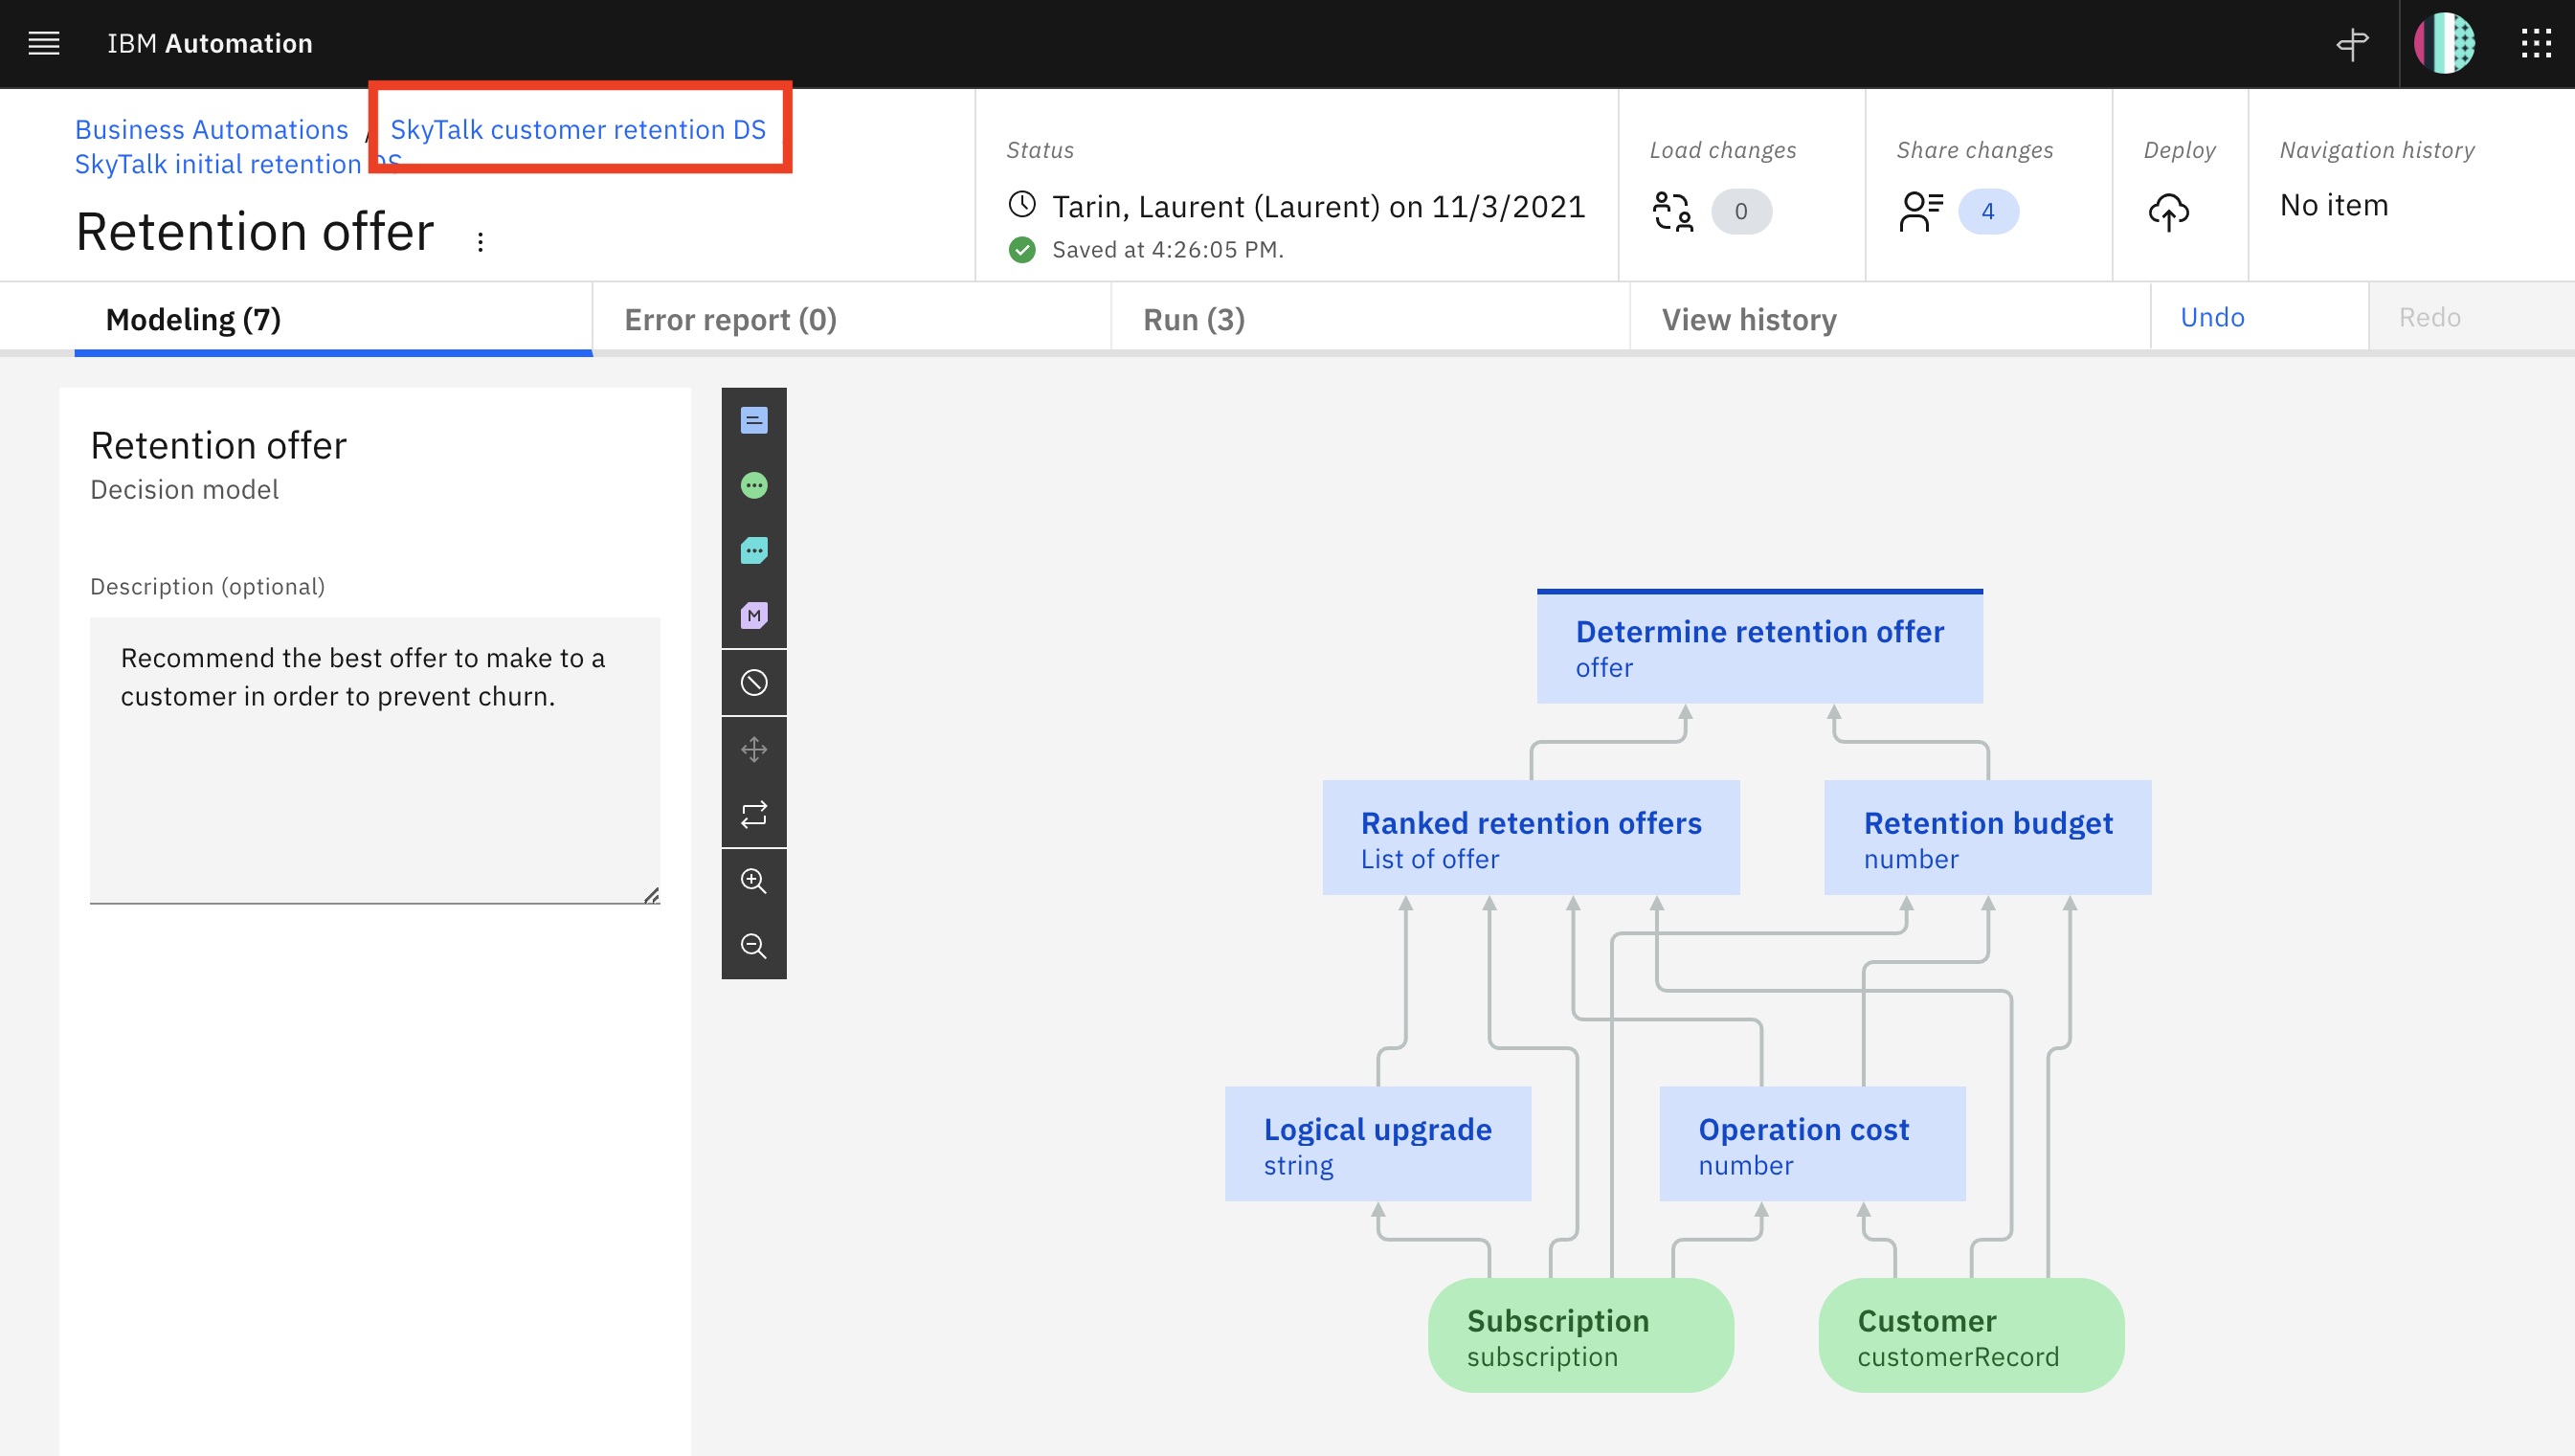 IBM Automation
Business Automations / SkyTalk customer retention DS
SkyTalk initial retention DS
Retention offer
Status
Tarin, Laurent (Laurent) on 11/3/2021
Saved at 4:26:05 PM.
Load changes
0
Share changes
4
Deploy
Navigation history
No item
Modeling (7)
Error report (0)
Run (3)
View history
Undo
Redo
Retention offer
Decision model
Description (optional)
Recommend the best offer to make to a
customer in order to prevent churn.
M
Determine retention offer
offer
Ranked retention offers
List of offer
Retention budget
number
Logical upgrade
string
Operation cost
number
Subscription
subscription
Customer
customerRecord